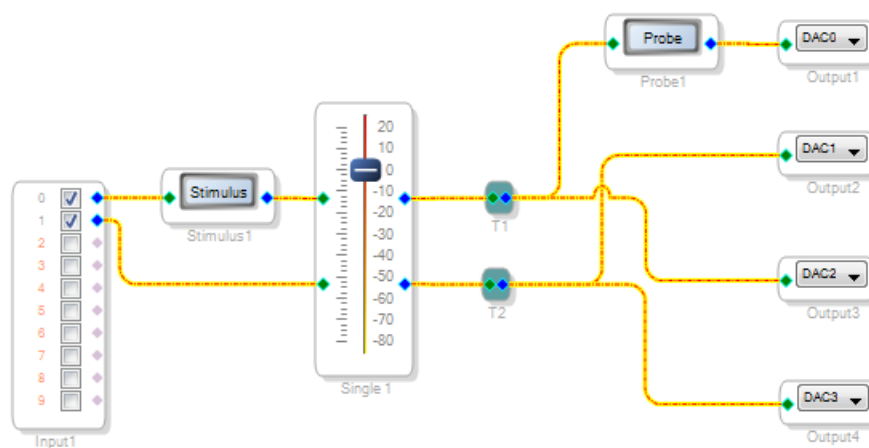 Probe
Probe1
DAC0
Output1
DAC1
Output2
0
1
2
3
4
5
6
7
8
9
Input1
Stimulus
Stimulus1
20
10
0
-10
-20
-30
-40
-50
-60
-70
-80
Single 1
T1
T2
DAC2
Output3
DAC3
Output4